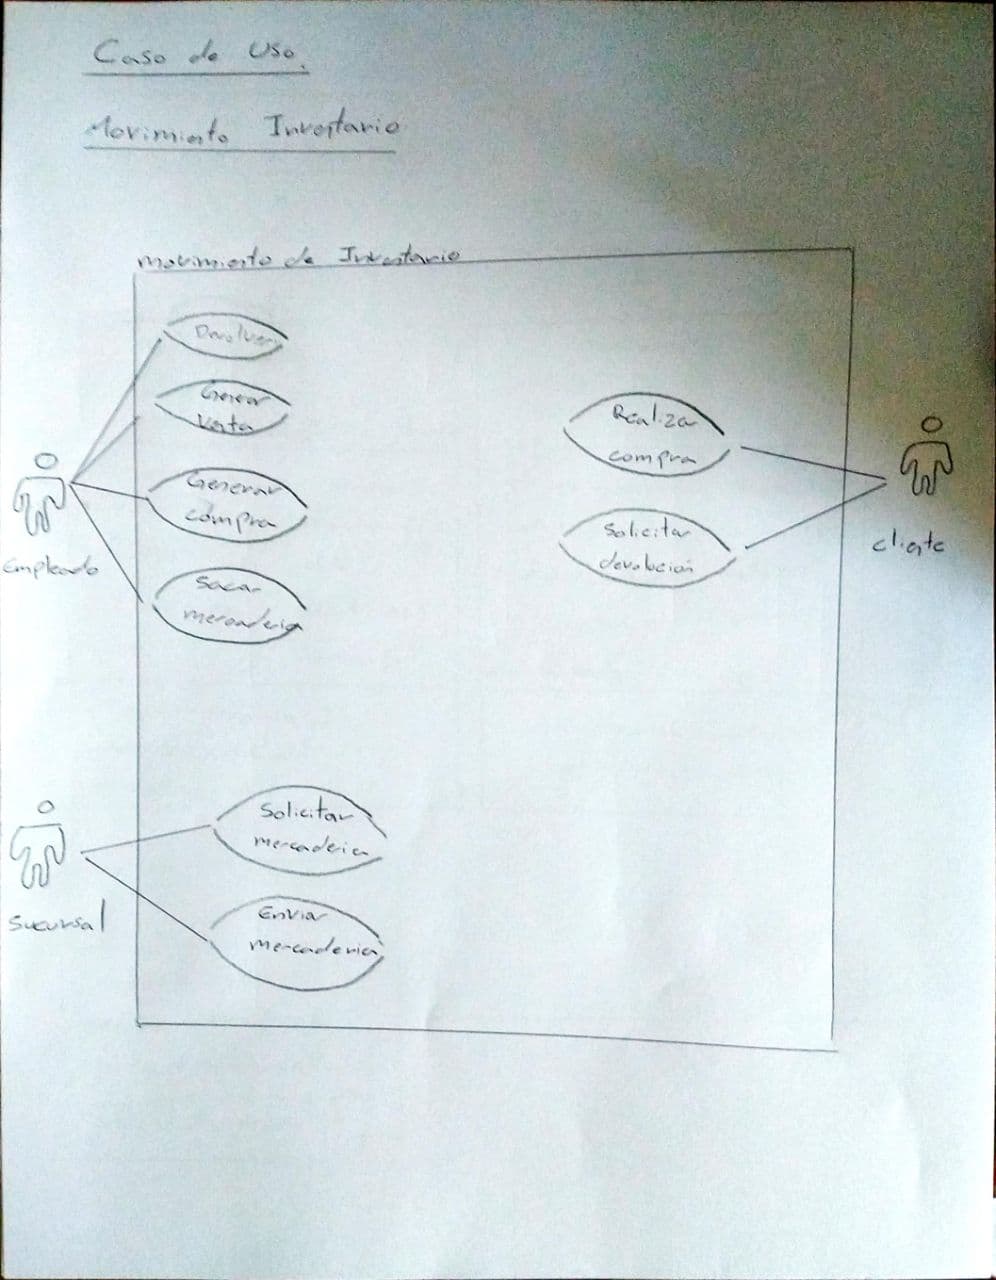 Caso de Uso.
Movimiento Inventario
movimiento de Inventario
Devolver
Generar
Venta
Generar
compra
Sacar
mercaderia
Empleado
Realizar
compra
Solicitar
devolucion
cliente
Solicitar
mercaderia
Enviar
mercaderia
Sucursal